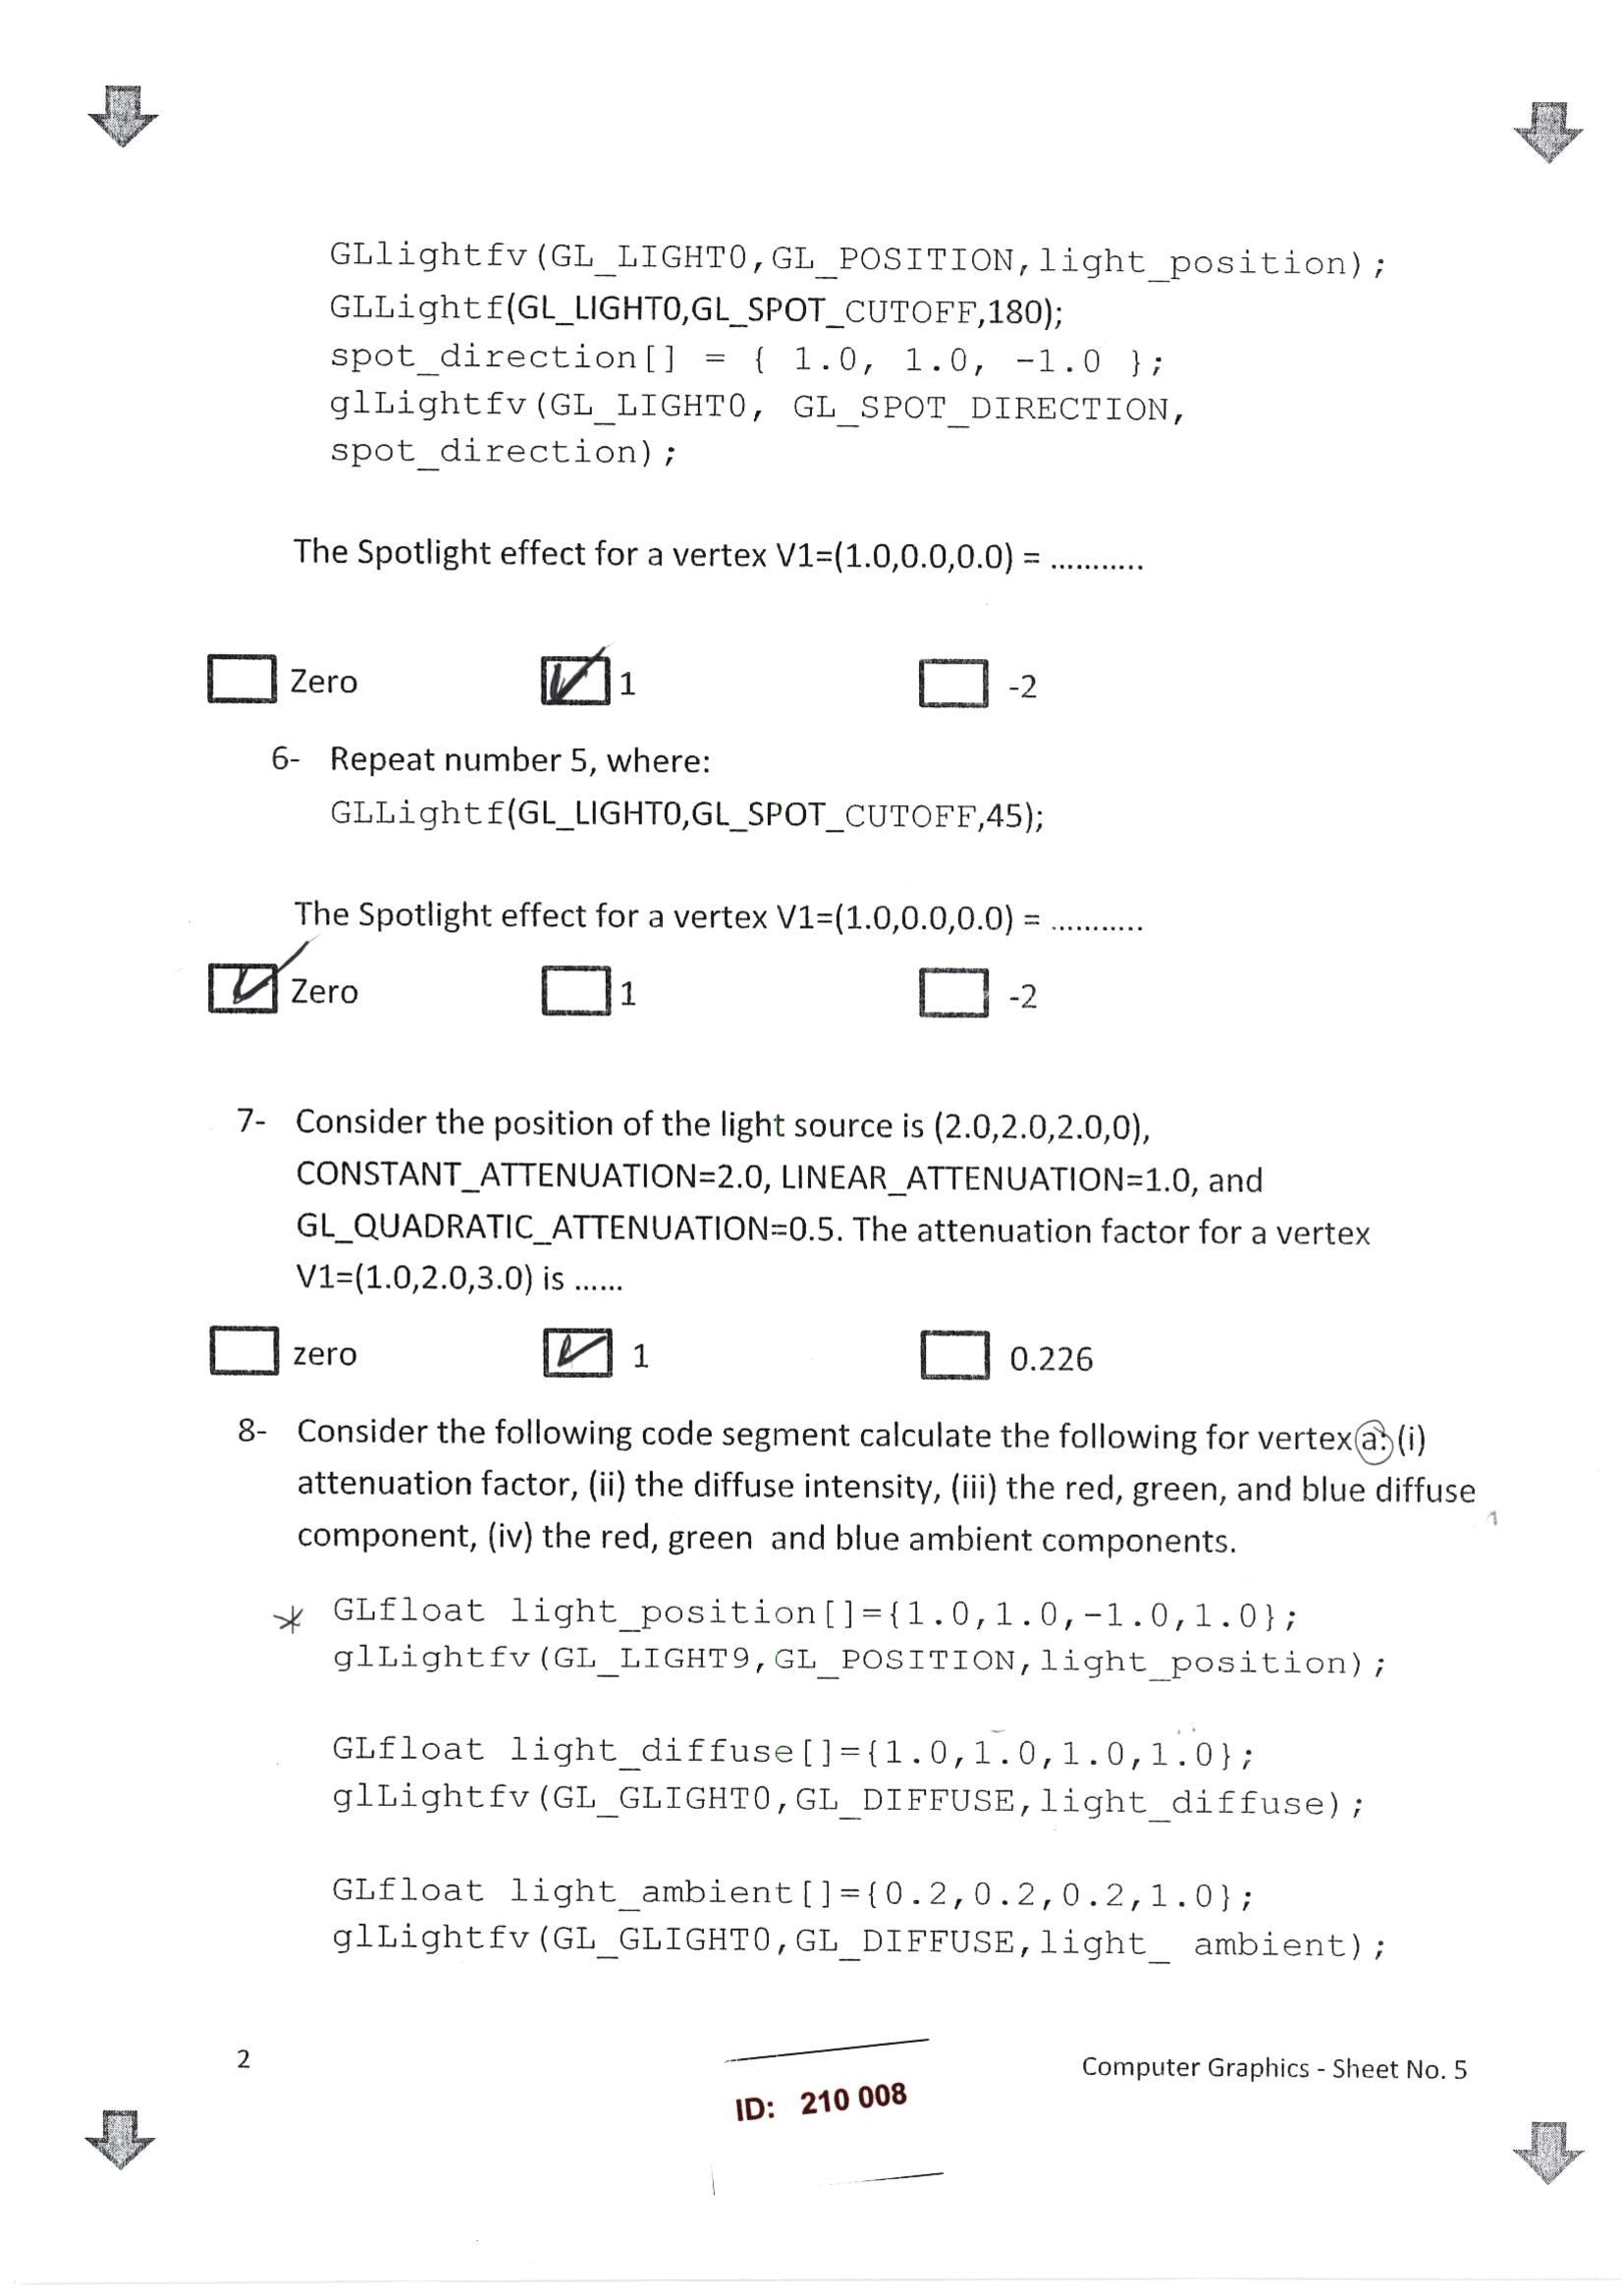 GLlightfv(GL_LIGHT0,GL_POSITION,light_position);
GLLightf(GL_LIGHT0,GL_SPOT_CUTOFF,180);
spot_direction[] = { 1.0, 1.0, -1.0 };
glLightfv(GL_LIGHT0, GL_SPOT_DIRECTION,
spot_direction);
The Spotlight effect for a vertex V1=(1.0,0.0,0.0) = ...........
Zero 1 -2
6- Repeat number 5, where:
GLLightf(GL_LIGHT0,GL_SPOT_CUTOFF,45);
The Spotlight effect for a vertex V1=(1.0,0.0,0.0) = ...........
Zero 1 -2
7- Consider the position of the light source is (2.0,2.0,2.0,0),
CONSTANT_ATTENUATION=2.0, LINEAR_ATTENUATION=1.0, and
GL_QUADRATIC_ATTENUATION=0.5. The attenuation factor for a vertex
V1=(1.0,2.0,3.0) is ......
zero 1 0.226
8- Consider the following code segment calculate the following for vertex a: (i)
attenuation factor, (ii) the diffuse intensity, (iii) the red, green, and blue diffuse
component, (iv) the red, green and blue ambient components.
* GLfloat light_position[]={1.0,1.0,-1.0,1.0};
glLightfv(GL_LIGHT9,GL_POSITION,light_position);
GLfloat light_diffuse[]={1.0,1.0,1.0,1.0};
glLightfv(GL_GLIGHT0,GL_DIFFUSE,light_diffuse);
GLfloat light_ambient[]={0.2,0.2,0.2,1.0};
glLightfv(GL_GLIGHT0,GL_DIFFUSE,light_ ambient);
2 Computer Graphics - Sheet No. 5
ID: 210 008